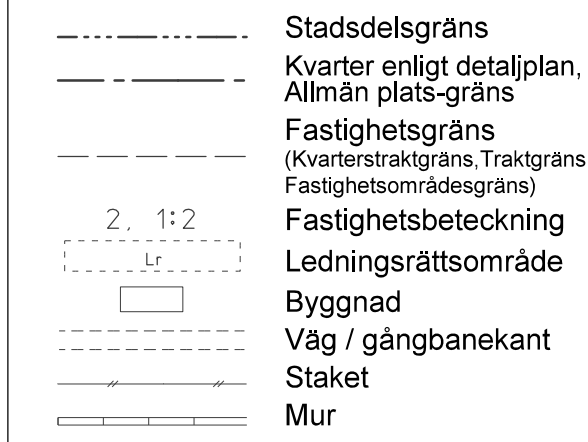 Stadsdelsgräns
Kvarter enligt detaljplan,
Allmän plats-gräns
Fastighetsgräns
(Kvarterstraktgräns,Traktgräns
Fastighetsområdesgräns)
2, 1:2 Fastighetsbeteckning
Lr Ledningsrättsområde
Byggnad
Väg / gångbanekant
Staket
Mur